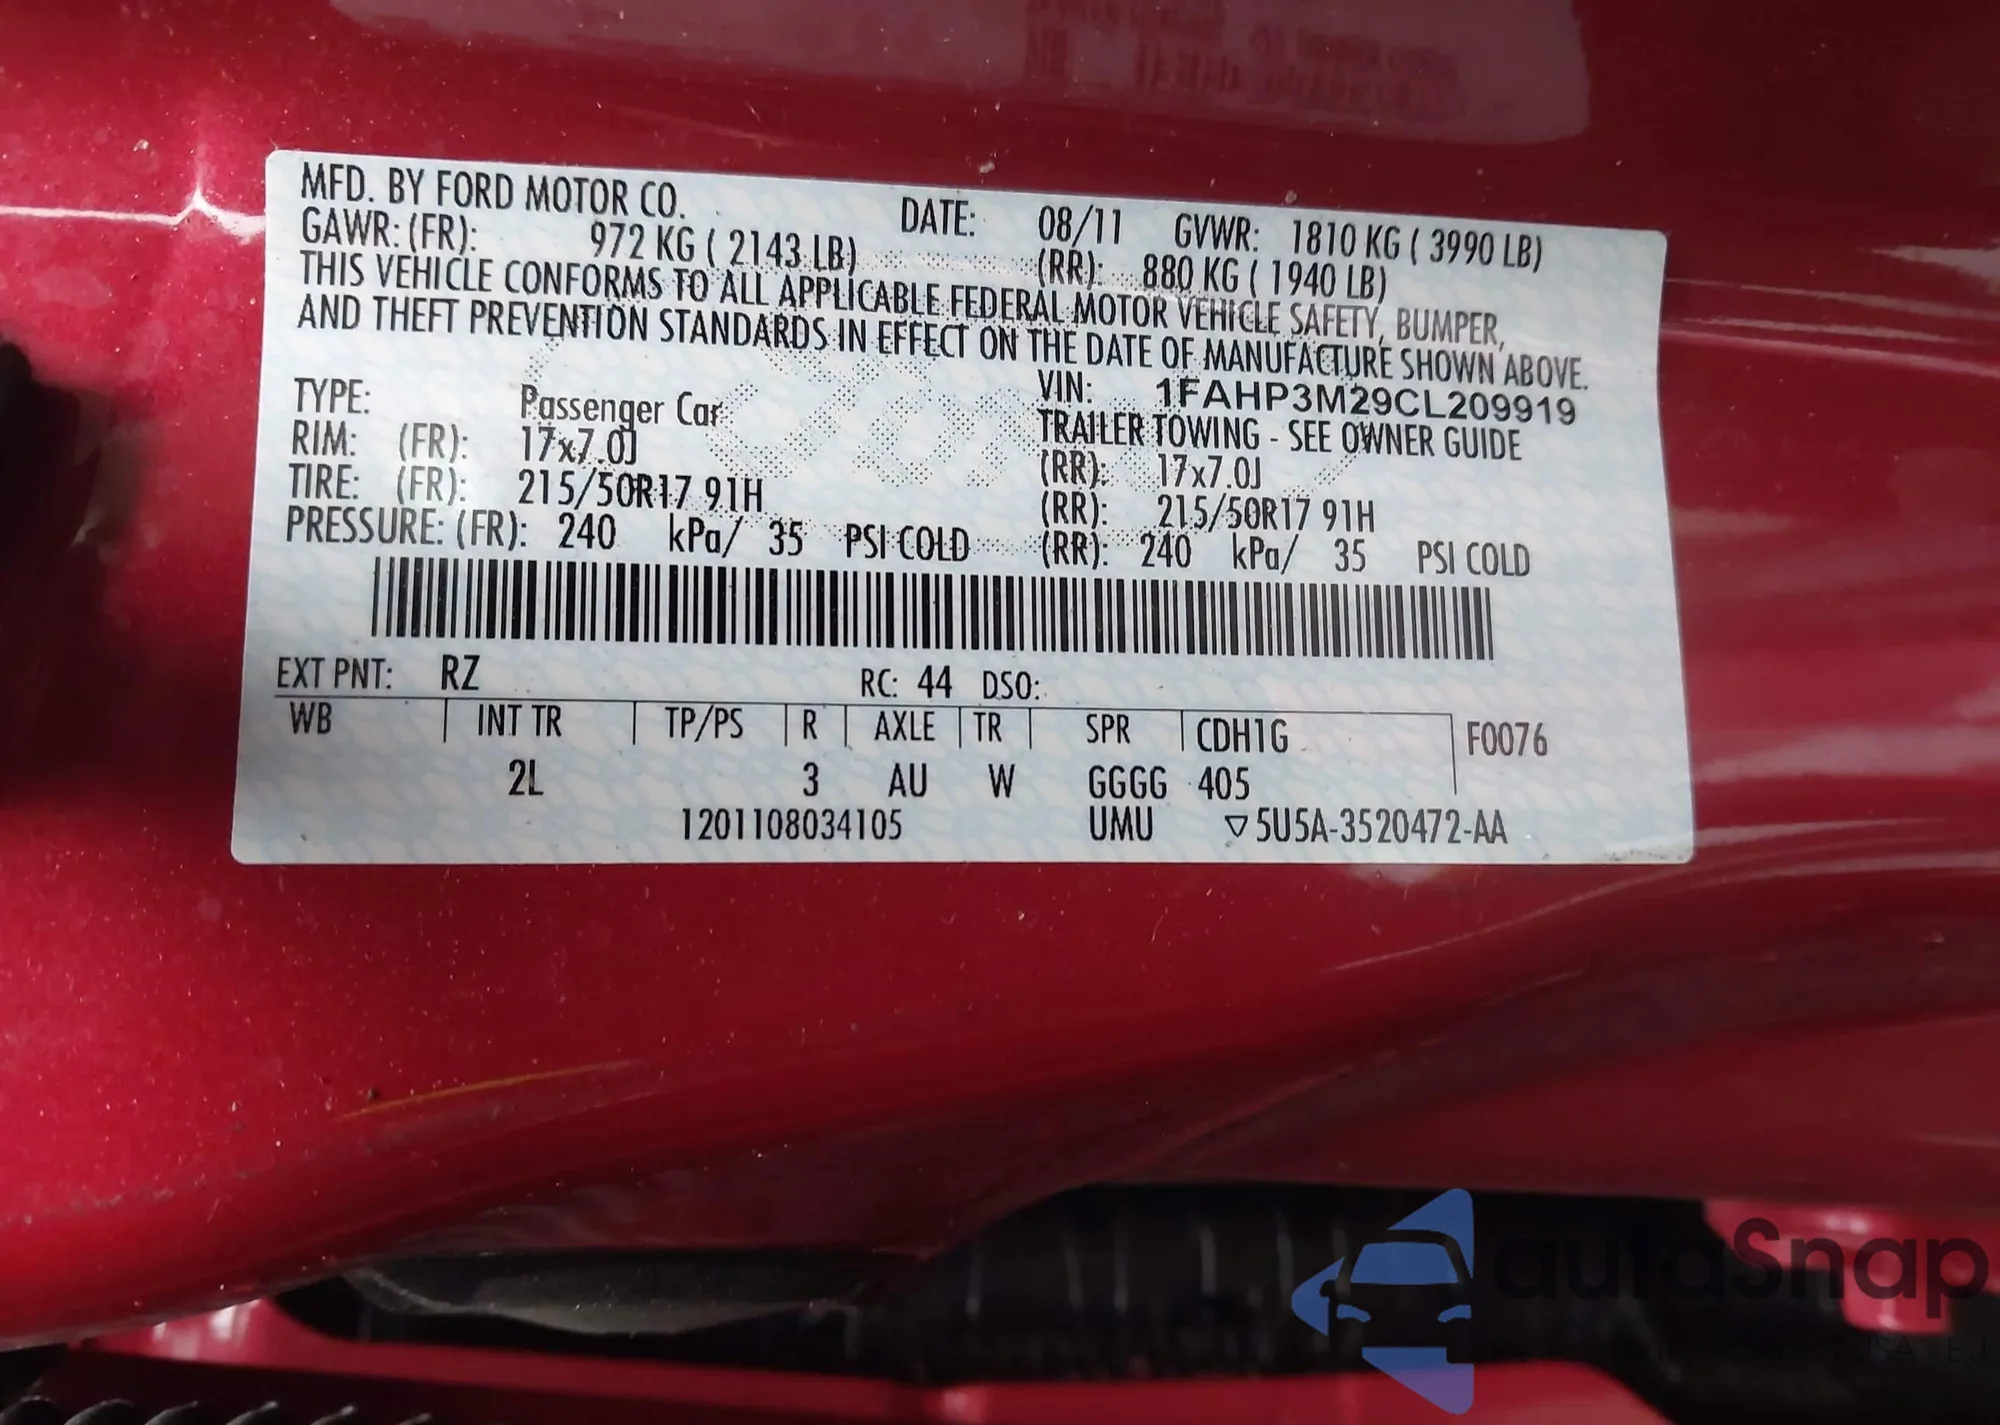 MFD. BY FORD MOTOR CO. DATE: 08/11 GVWR: 1810 KG ( 3990 LB)
GAWR: (FR): 972 KG ( 2143 LB) (RR): 880 KG ( 1940 LB)
THIS VEHICLE CONFORMS TO ALL APPLICABLE FEDERAL MOTOR VEHICLE SAFETY, BUMPER,
AND THEFT PREVENTION STANDARDS IN EFFECT ON THE DATE OF MANUFACTURE SHOWN ABOVE.
VIN: 1FAHP3M29CL209919
TYPE: Passenger Car TRAILER TOWING - SEE OWNER GUIDE
RIM: (FR): 17x7.0J (RR): 17x7.0J
TIRE: (FR): 215/50R17 91H (RR): 215/50R17 91H
PRESSURE: (FR): 240 kPa/ 35 PSI COLD (RR): 240 kPa/ 35 PSI COLD
EXT PNT: RZ RC: 44 DSO:
WB INT TR TP/PS R AXLE TR SPR CDH1G F0076
2L 3 AU W GGGG 405
1201108034105 UMU ▽5U5A-3520472-AA
autoSnap